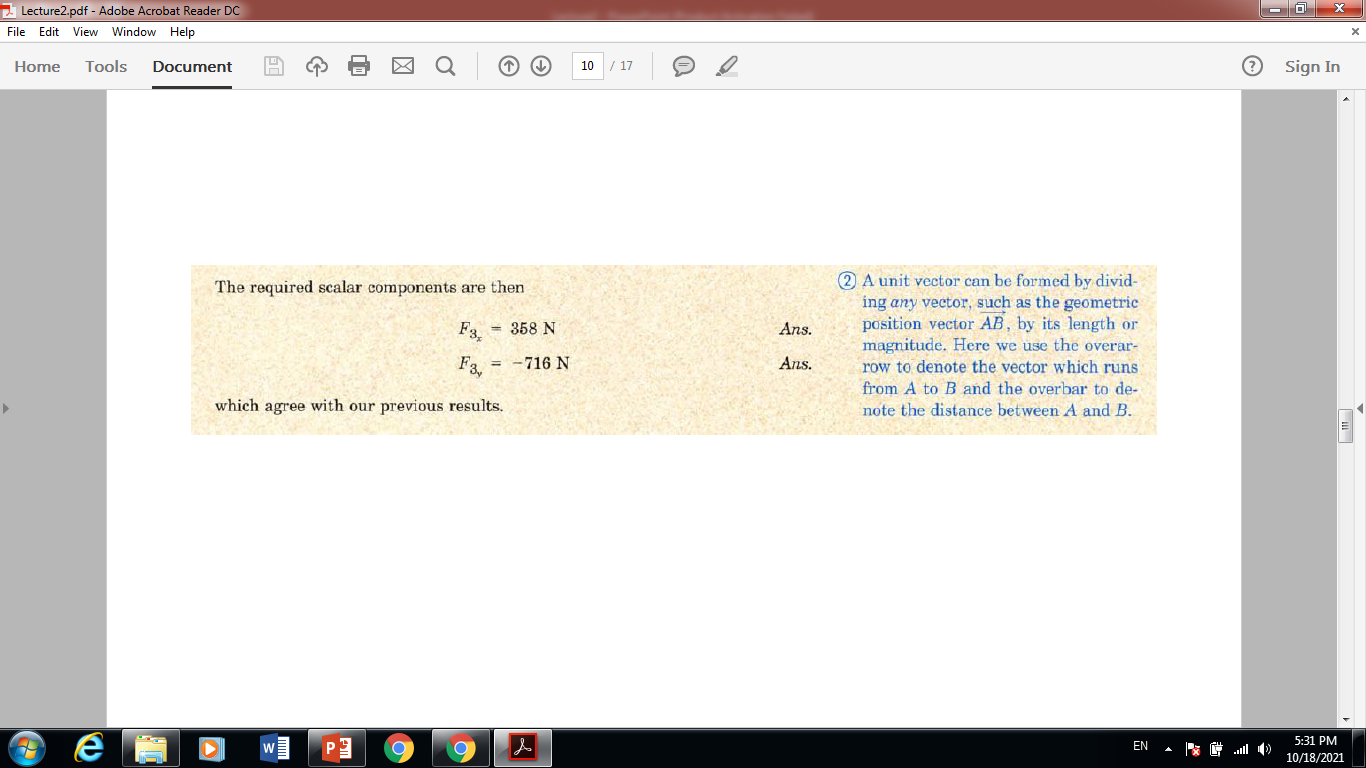 Lecture2.pdf - Adobe Acrobat Reader DC
File Edit View Window Help
Home Tools Document 10 / 17 Sign In
The required scalar components are then
F3x = 358 N Ans.
F3y = −716 N Ans.
which agree with our previous results.
② A unit vector can be formed by divid-
ing any vector, such as the geometric
position vector AB, by its length or
magnitude. Here we use the overar-
row to denote the vector which runs
from A to B and the overbar to de-
note the distance between A and B.
EN
5:31 PM
10/18/2021